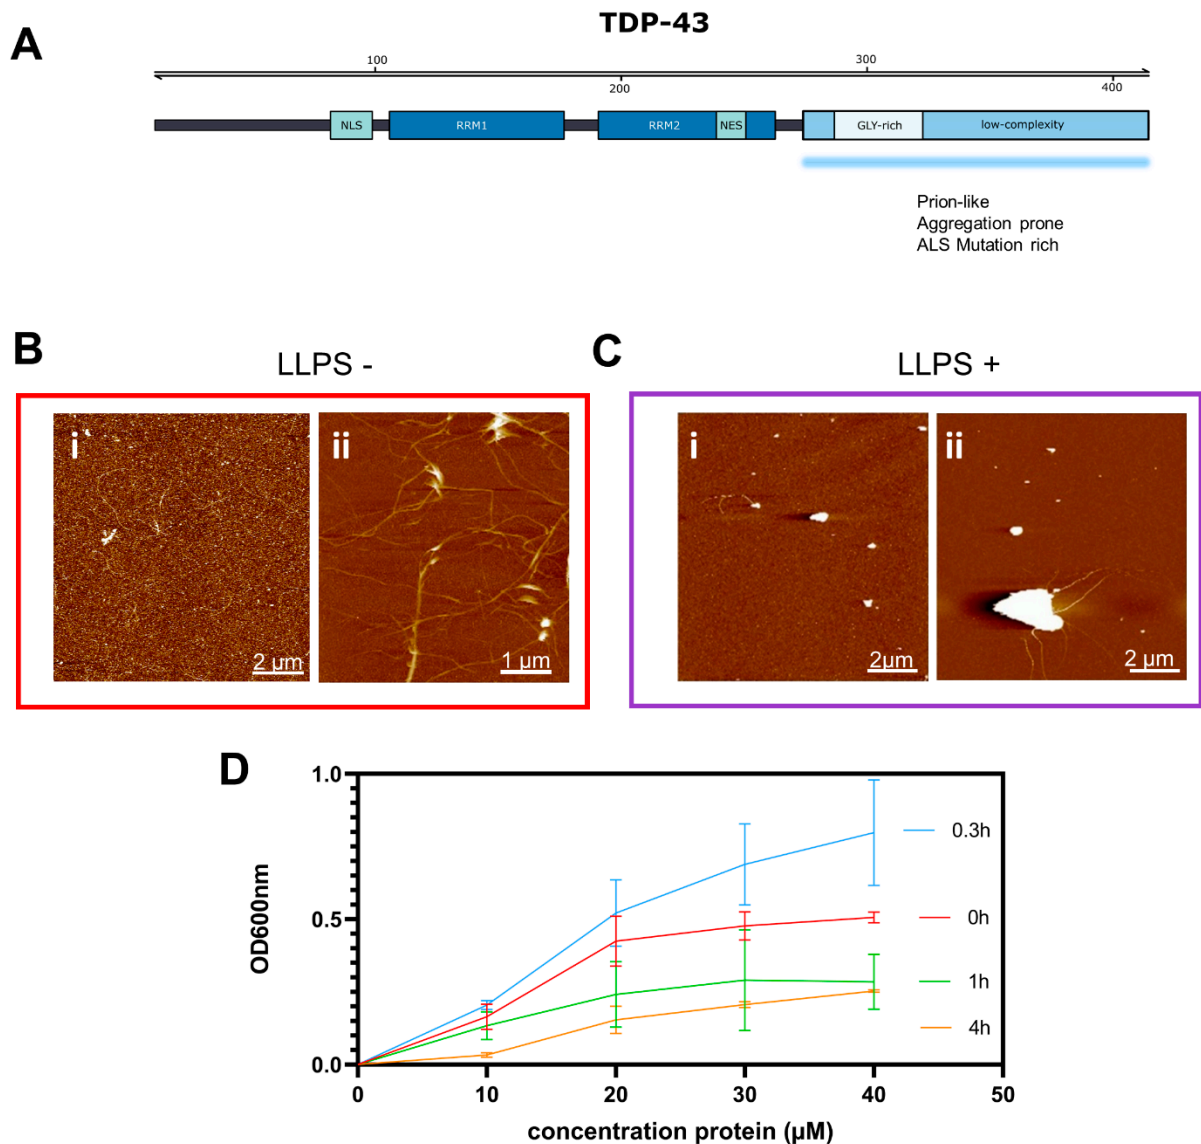 A
TDP-43
100
300
200
400
NLS
RRM1
RRM2
NES
GLY-rich
low-complexity
Prion-like
Aggregation prone
ALS Mutation rich
B
LLPS -
C
LLPS +
i
2 µm
ii
1 µm
i
2µm
ii
2 µm
D
1.0
0.5
0.0
OD600nm
0
10
20
30
40
50
concentration protein (µM)
0.3h
0h
1h
4h